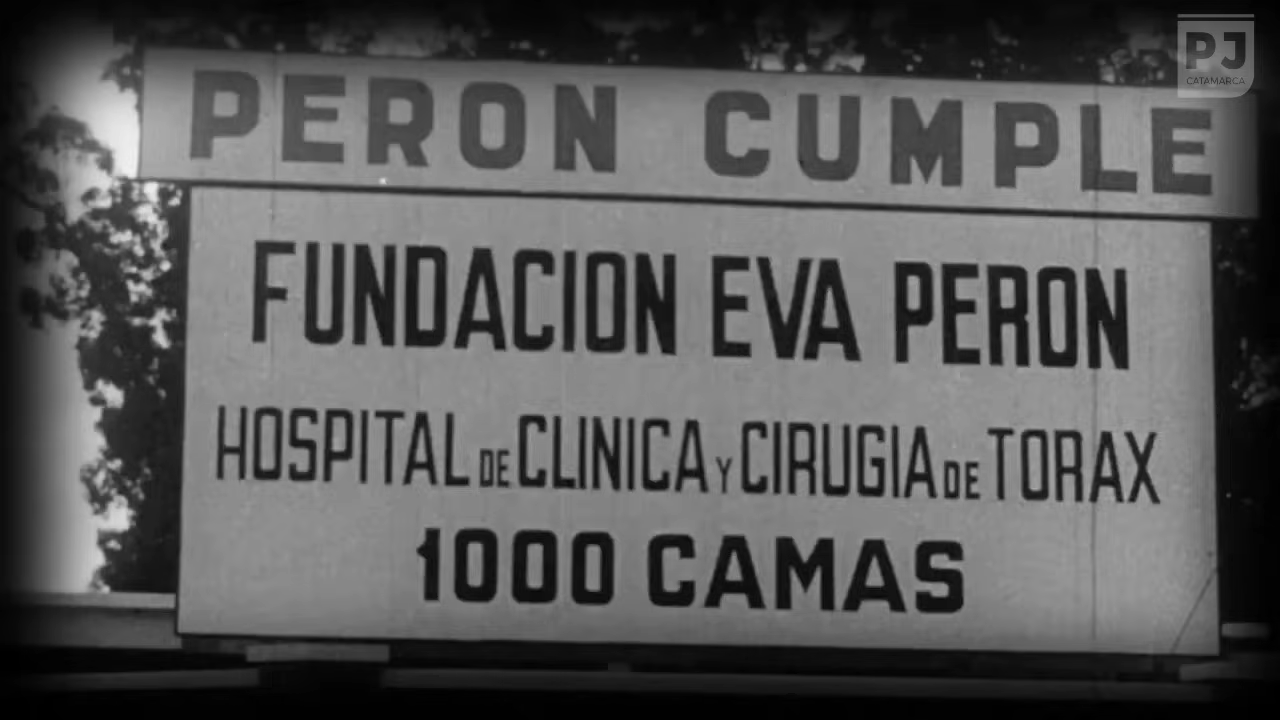 PJ
CATAMARCA
PERON CUMPLE
FUNDACION EVA PERON
HOSPITAL DE CLINICA Y CIRUGIA DE TORAX
1000 CAMAS